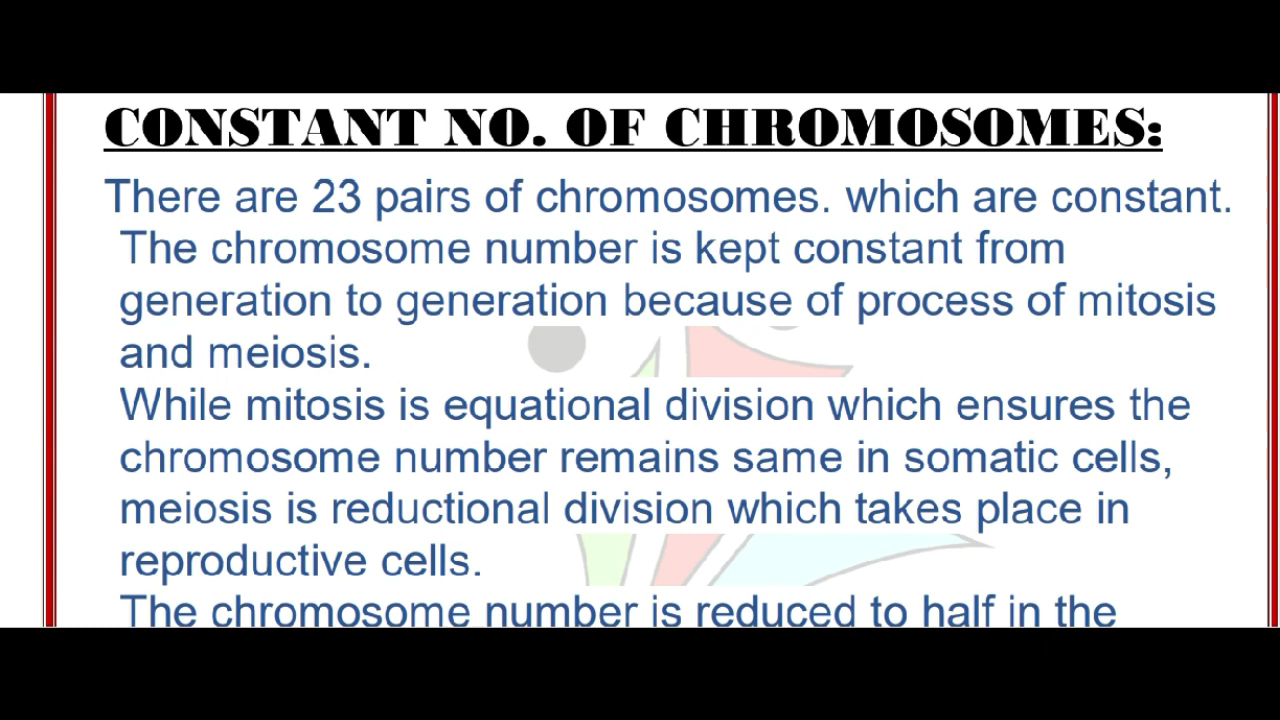 CONSTANT NO. OF CHROMOSOMES:
There are 23 pairs of chromosomes. which are constant.
The chromosome number is kept constant from
generation to generation because of process of mitosis
and meiosis.
While mitosis is equational division which ensures the
chromosome number remains same in somatic cells,
meiosis is reductional division which takes place in
reproductive cells.
The chromosome number is reduced to half in the